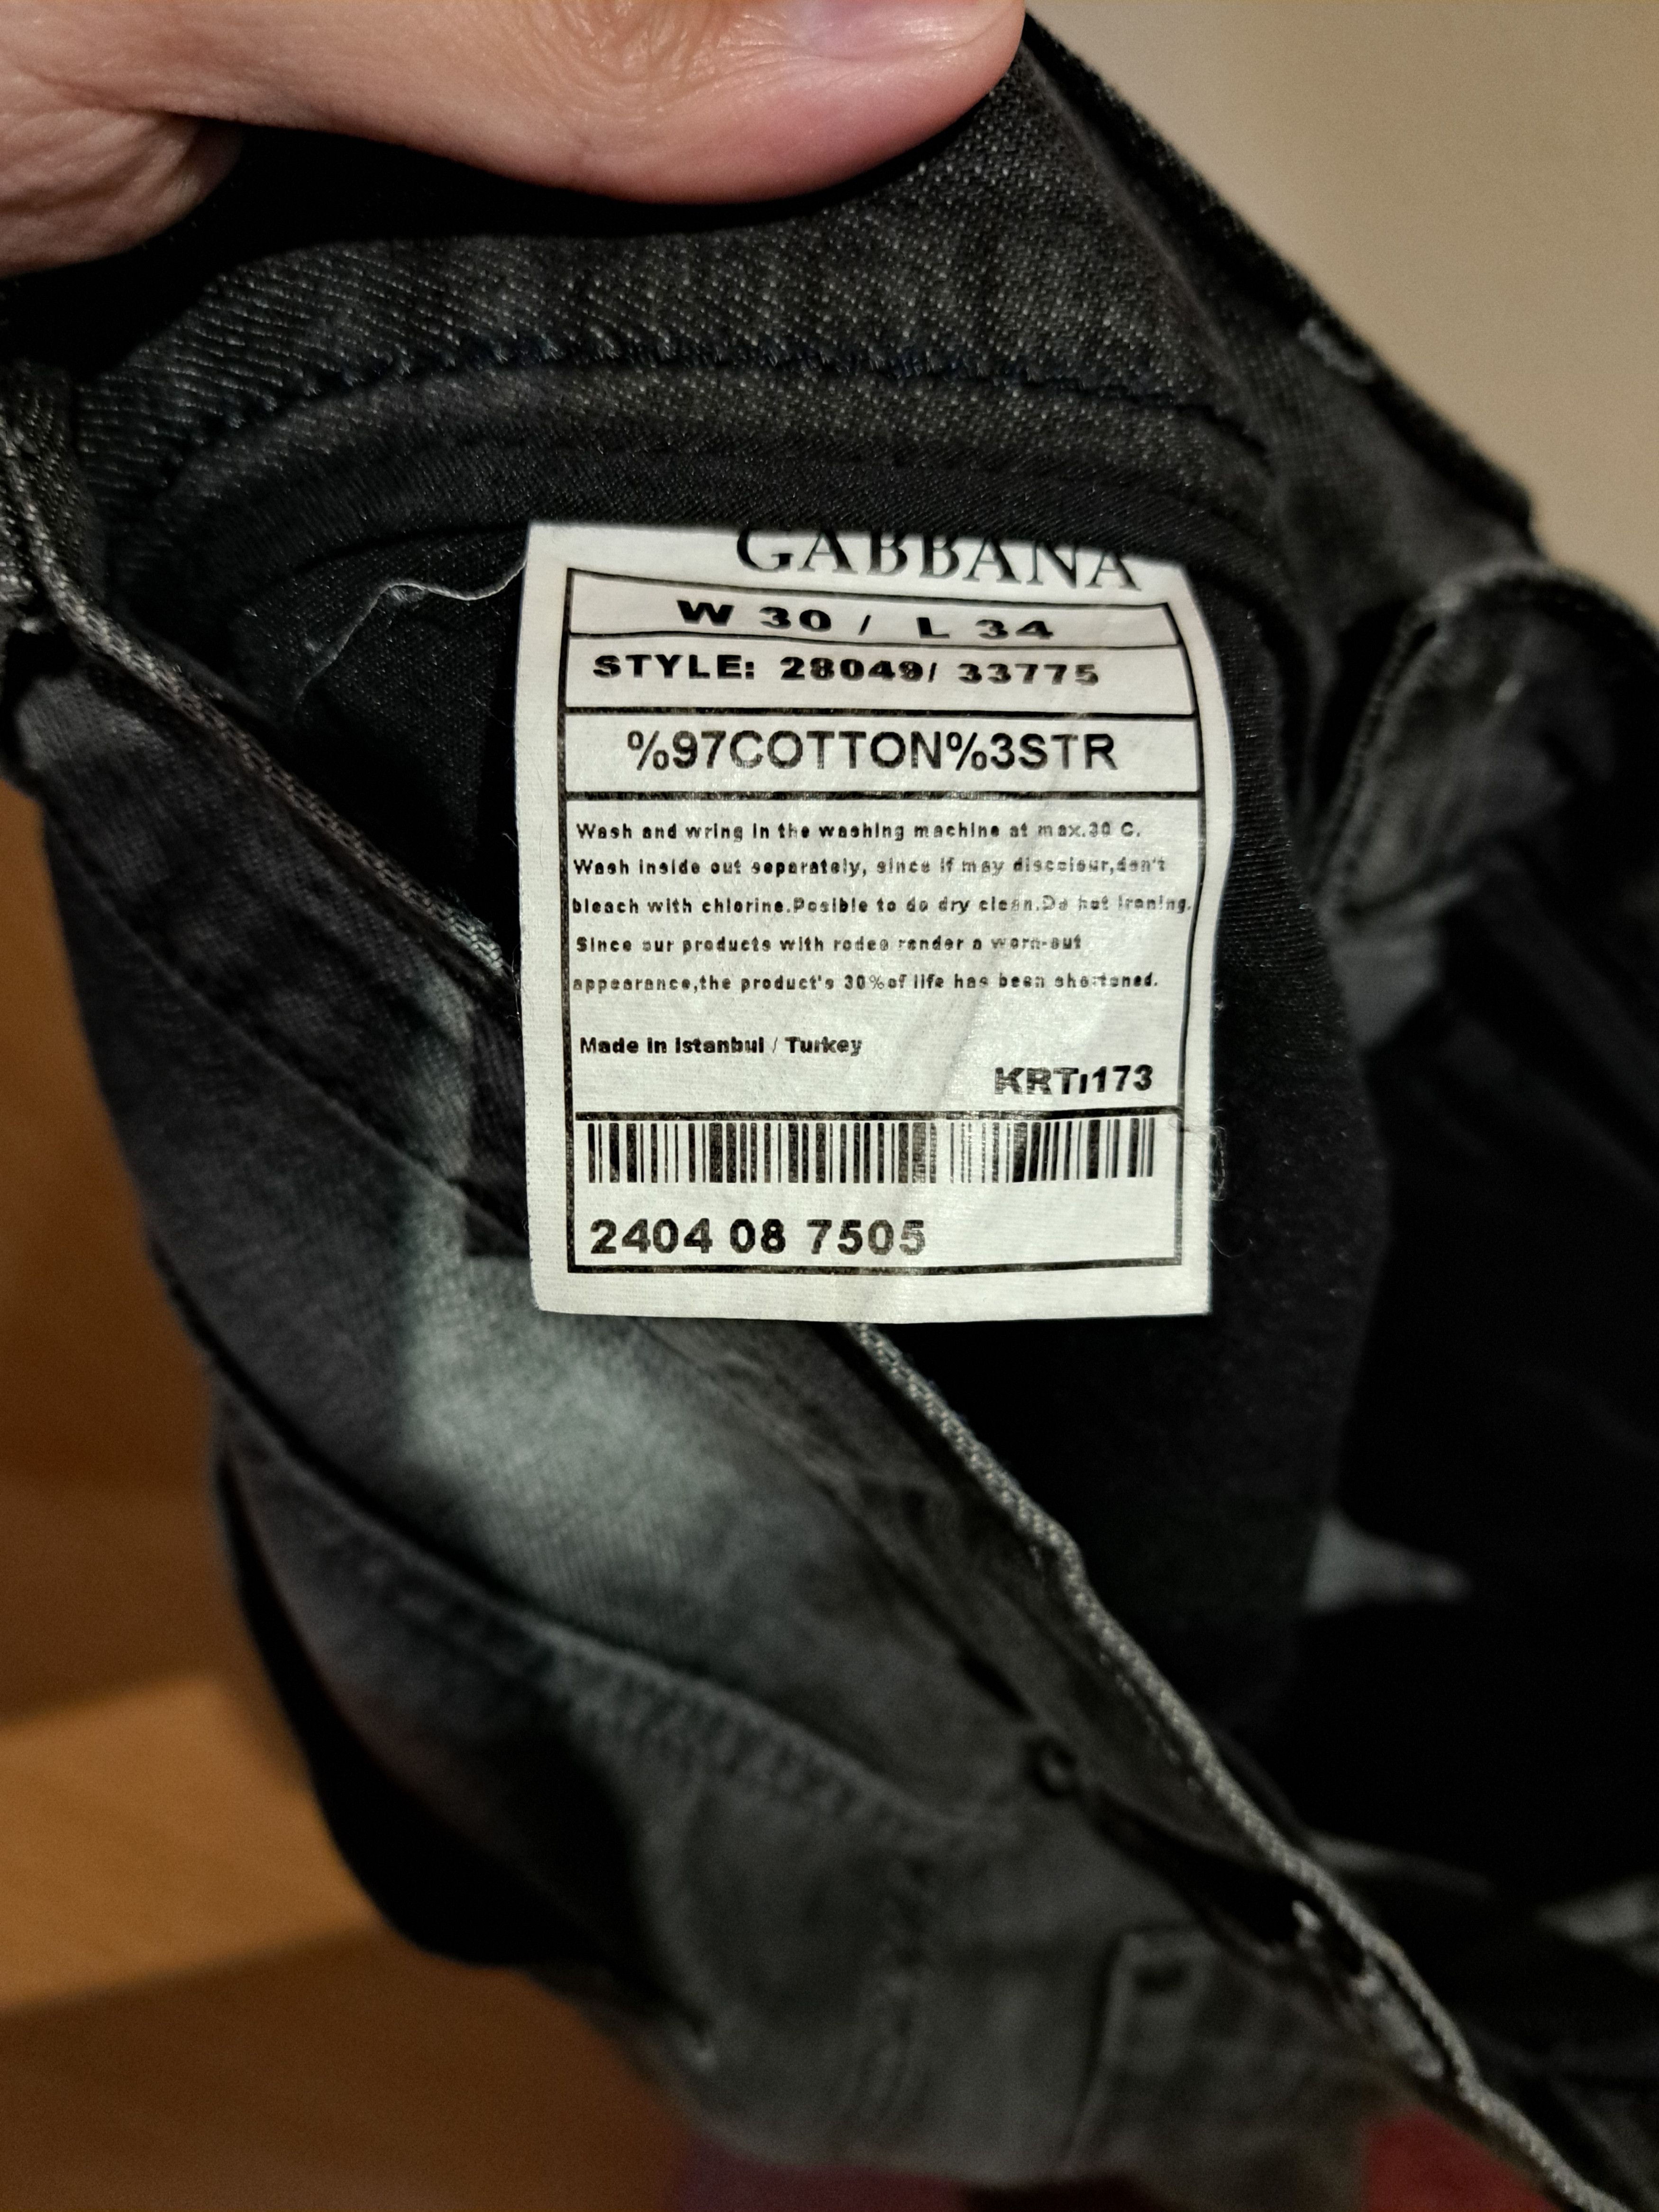 GABBANA
W 30 / L 34
STYLE: 28049/ 33775
%97COTTON%3STR
Wash and wring in the washing machine at max.30 C.
Wash inside out separately, since if may discolour,don't
bleach with chlorine.Posible to do dry clean.Do hot ironing.
Since our products with rodeo render a worn-out
appearance,the product's 30%of life has been shortened.
Made in Istanbul / Turkey
KRTI173
2404 08 7505